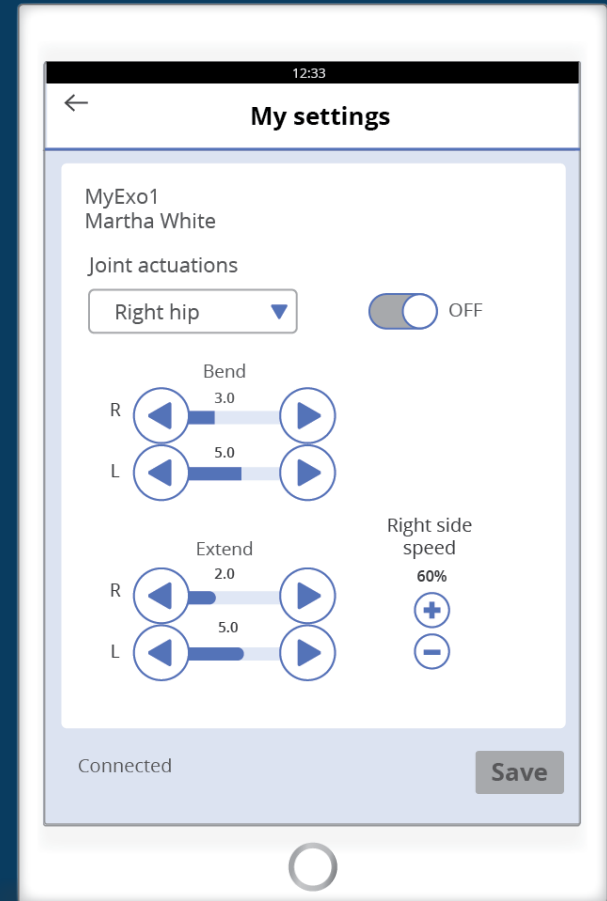 12:33
My settings
MyExo1
Martha White
Joint actuations
Right hip
OFF
Bend
R
3.0
L
5.0
Extend
R
2.0
L
5.0
Right side
speed
60%
Connected
Save